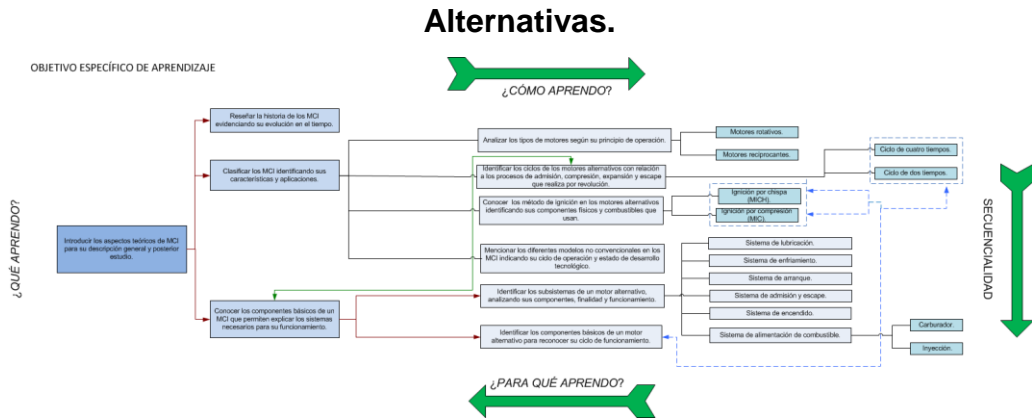 Alternativas.
OBJETIVO ESPECÍFICO DE APRENDIZAJE
¿CÓMO APRENDO?
¿QUÉ APRENDO?
Introducir los aspectos teóricos de MCI
para su descripción general y posterior
estudio.
Reseñar la historia de los MCI
evidenciando su evolución en el tiempo.
Clasificar los MCI identificando sus
características y aplicaciones.
Conocer los componentes básicos de un
MCI que permiten explicar los sistemas
necesarios para su funcionamiento.
Analizar los tipos de motores según su principio de operación.
Identificar los ciclos de los motores alternativos con relación
a los procesos de admisión, compresión, expansión y escape
que realiza por revolución.
Conocer los método de ignición en los motores alternativos
identificando sus componentes físicos y combustibles que
usan.
Mencionar los diferentes modelos no convencionales en los
MCI indicando su ciclo de operación y estado de desarrollo
tecnológico.
Identificar los subsistemas de un motor alternativo,
analizando sus componentes, finalidad y funcionamiento.
Identificar los componentes básicos de un motor
alternativo para reconocer su ciclo de funcionamiento.
Motores rotativos.
Motores reciprocantes.
Ciclo de cuatro tiempos.
Ciclo de dos tiempos.
Ignición por chispa
(MICH).
Ignición por compresión
(MIC).
Sistema de lubricación.
Sistema de enfriamiento.
Sistema de arranque.
Sistema de admisión y escape.
Sistema de encendido.
Sistema de alimentación de combustible.
Carburador.
Inyección.
SECUENCIALIDAD
¿PARA QUÉ APRENDO?